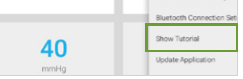 Bluetooth Connection Set
Show Tutorial
40
mmHg
Update Application